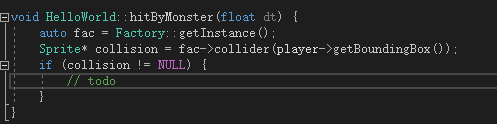 void HelloWorld::hitByMonster(float dt) {
    auto fac = Factory::getInstance();
    Sprite* collision = fac->collider(player->getBoundingBox());
    if (collision != NULL) {
        // todo
    }
}